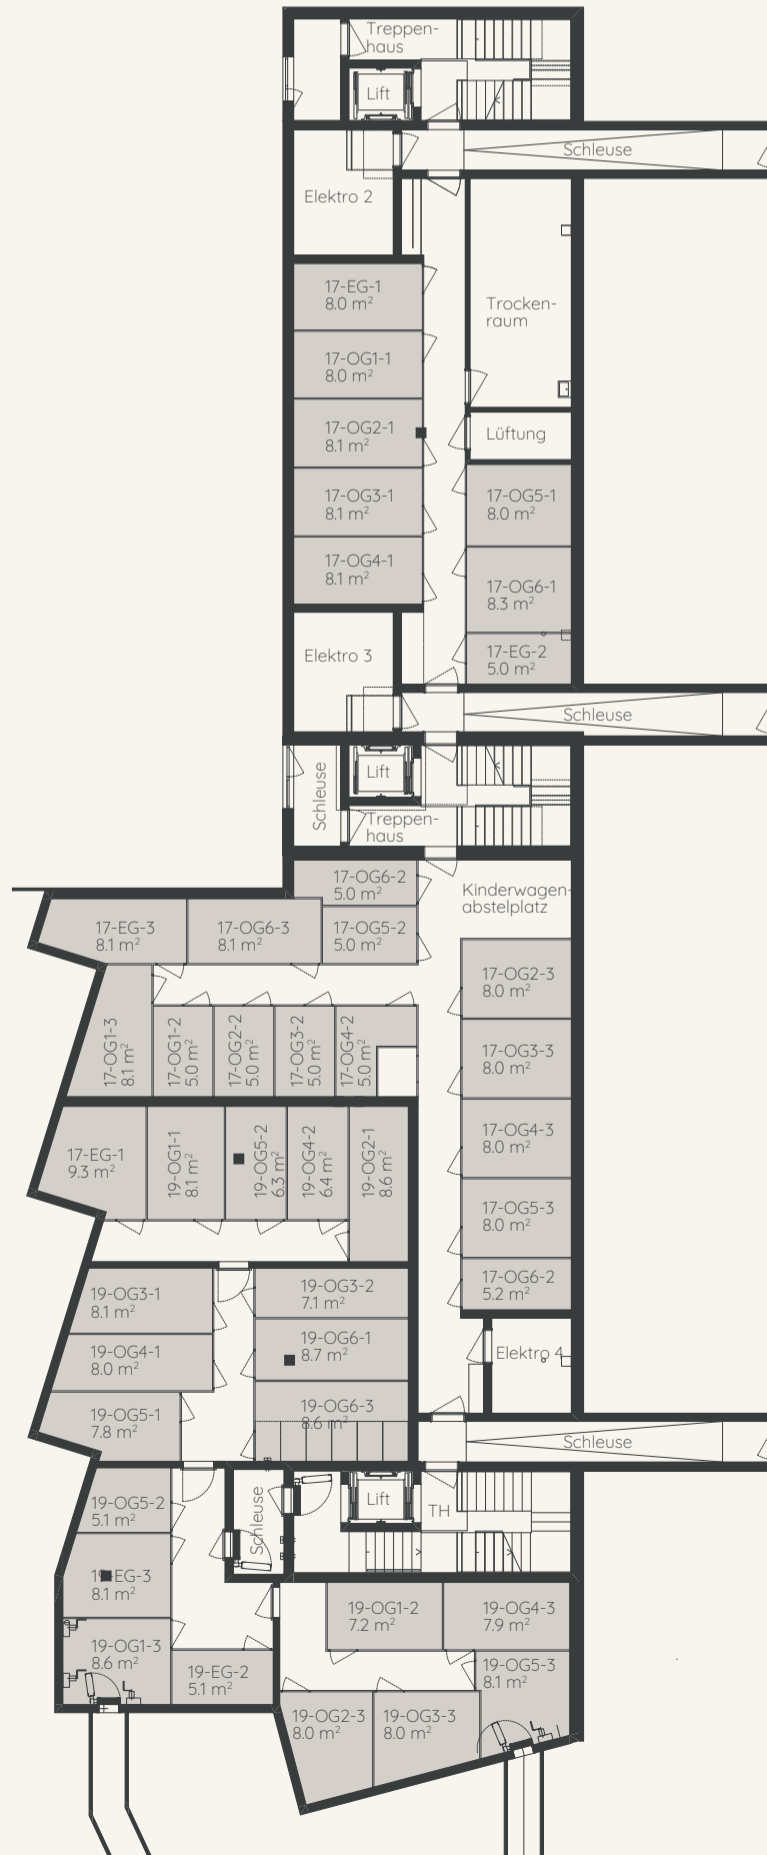 Treppen-
haus
Lift
Schleuse
Elektro 2
17-EG-1
8.0 m²
Trocken-
raum
17-OG1-1
8.0 m²
17-OG2-1
8.1 m²
Lüftung
17-OG3-1
8.1 m²
17-OG5-1
8.0 m²
17-OG4-1
8.1 m²
17-OG6-1
8.3 m²
Elektro 3
17-EG-2
5.0 m²
Schleuse
Schleuse
Lift
Treppen-
haus
17-OG6-2
5.0 m²
Kinderwagen-
abstelplatz
17-EG-3
8.1 m²
17-OG6-3
8.1 m²
17-OG5-2
5.0 m²
17-OG2-3
8.0 m²
17-OG1-3
8.1 m²
17-OG1-2
5.0 m²
17-OG2-2
5.0 m²
17-OG3-2
5.0 m²
17-OG4-2
5.0 m²
17-OG3-3
8.0 m²
17-OG4-3
8.0 m²
17-EG-1
9.3 m²
19-OG1-1
8.1 m²
19-OG5-2
6.3 m²
19-OG4-2
6.4 m²
19-OG2-1
8.6 m²
17-OG5-3
8.0 m²
17-OG6-2
5.2 m²
19-OG3-1
8.1 m²
19-OG3-2
7.1 m²
19-OG4-1
8.0 m²
19-OG6-1
8.7 m²
Elektro 4
19-OG5-1
7.8 m²
19-OG6-3
8.6 m²
Schleuse
19-OG5-2
5.1 m²
Schleuse
Lift
TH
19-EG-3
8.1 m²
19-OG1-2
7.2 m²
19-OG4-3
7.9 m²
19-OG1-3
8.6 m²
19-EG-2
5.1 m²
19-OG5-3
8.1 m²
19-OG2-3
8.0 m²
19-OG3-3
8.0 m²